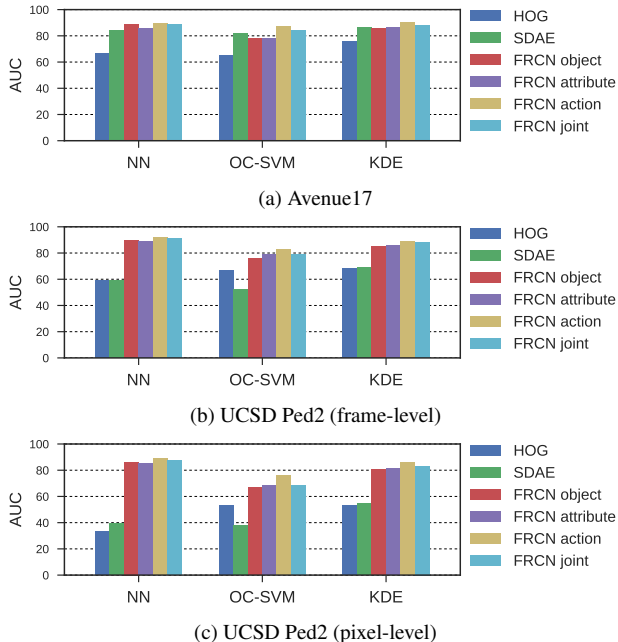 100
80
60
40
20
0
AUC
NN
OC-SVM
KDE
HOG
SDAE
FRCN object
FRCN attribute
FRCN action
FRCN joint
(a) Avenue17
100
80
60
40
20
0
AUC
NN
OC-SVM
KDE
HOG
SDAE
FRCN object
FRCN attribute
FRCN action
FRCN joint
(b) UCSD Ped2 (frame-level)
100
80
60
40
20
0
AUC
NN
OC-SVM
KDE
HOG
SDAE
FRCN object
FRCN attribute
FRCN action
FRCN joint
(c) UCSD Ped2 (pixel-level)